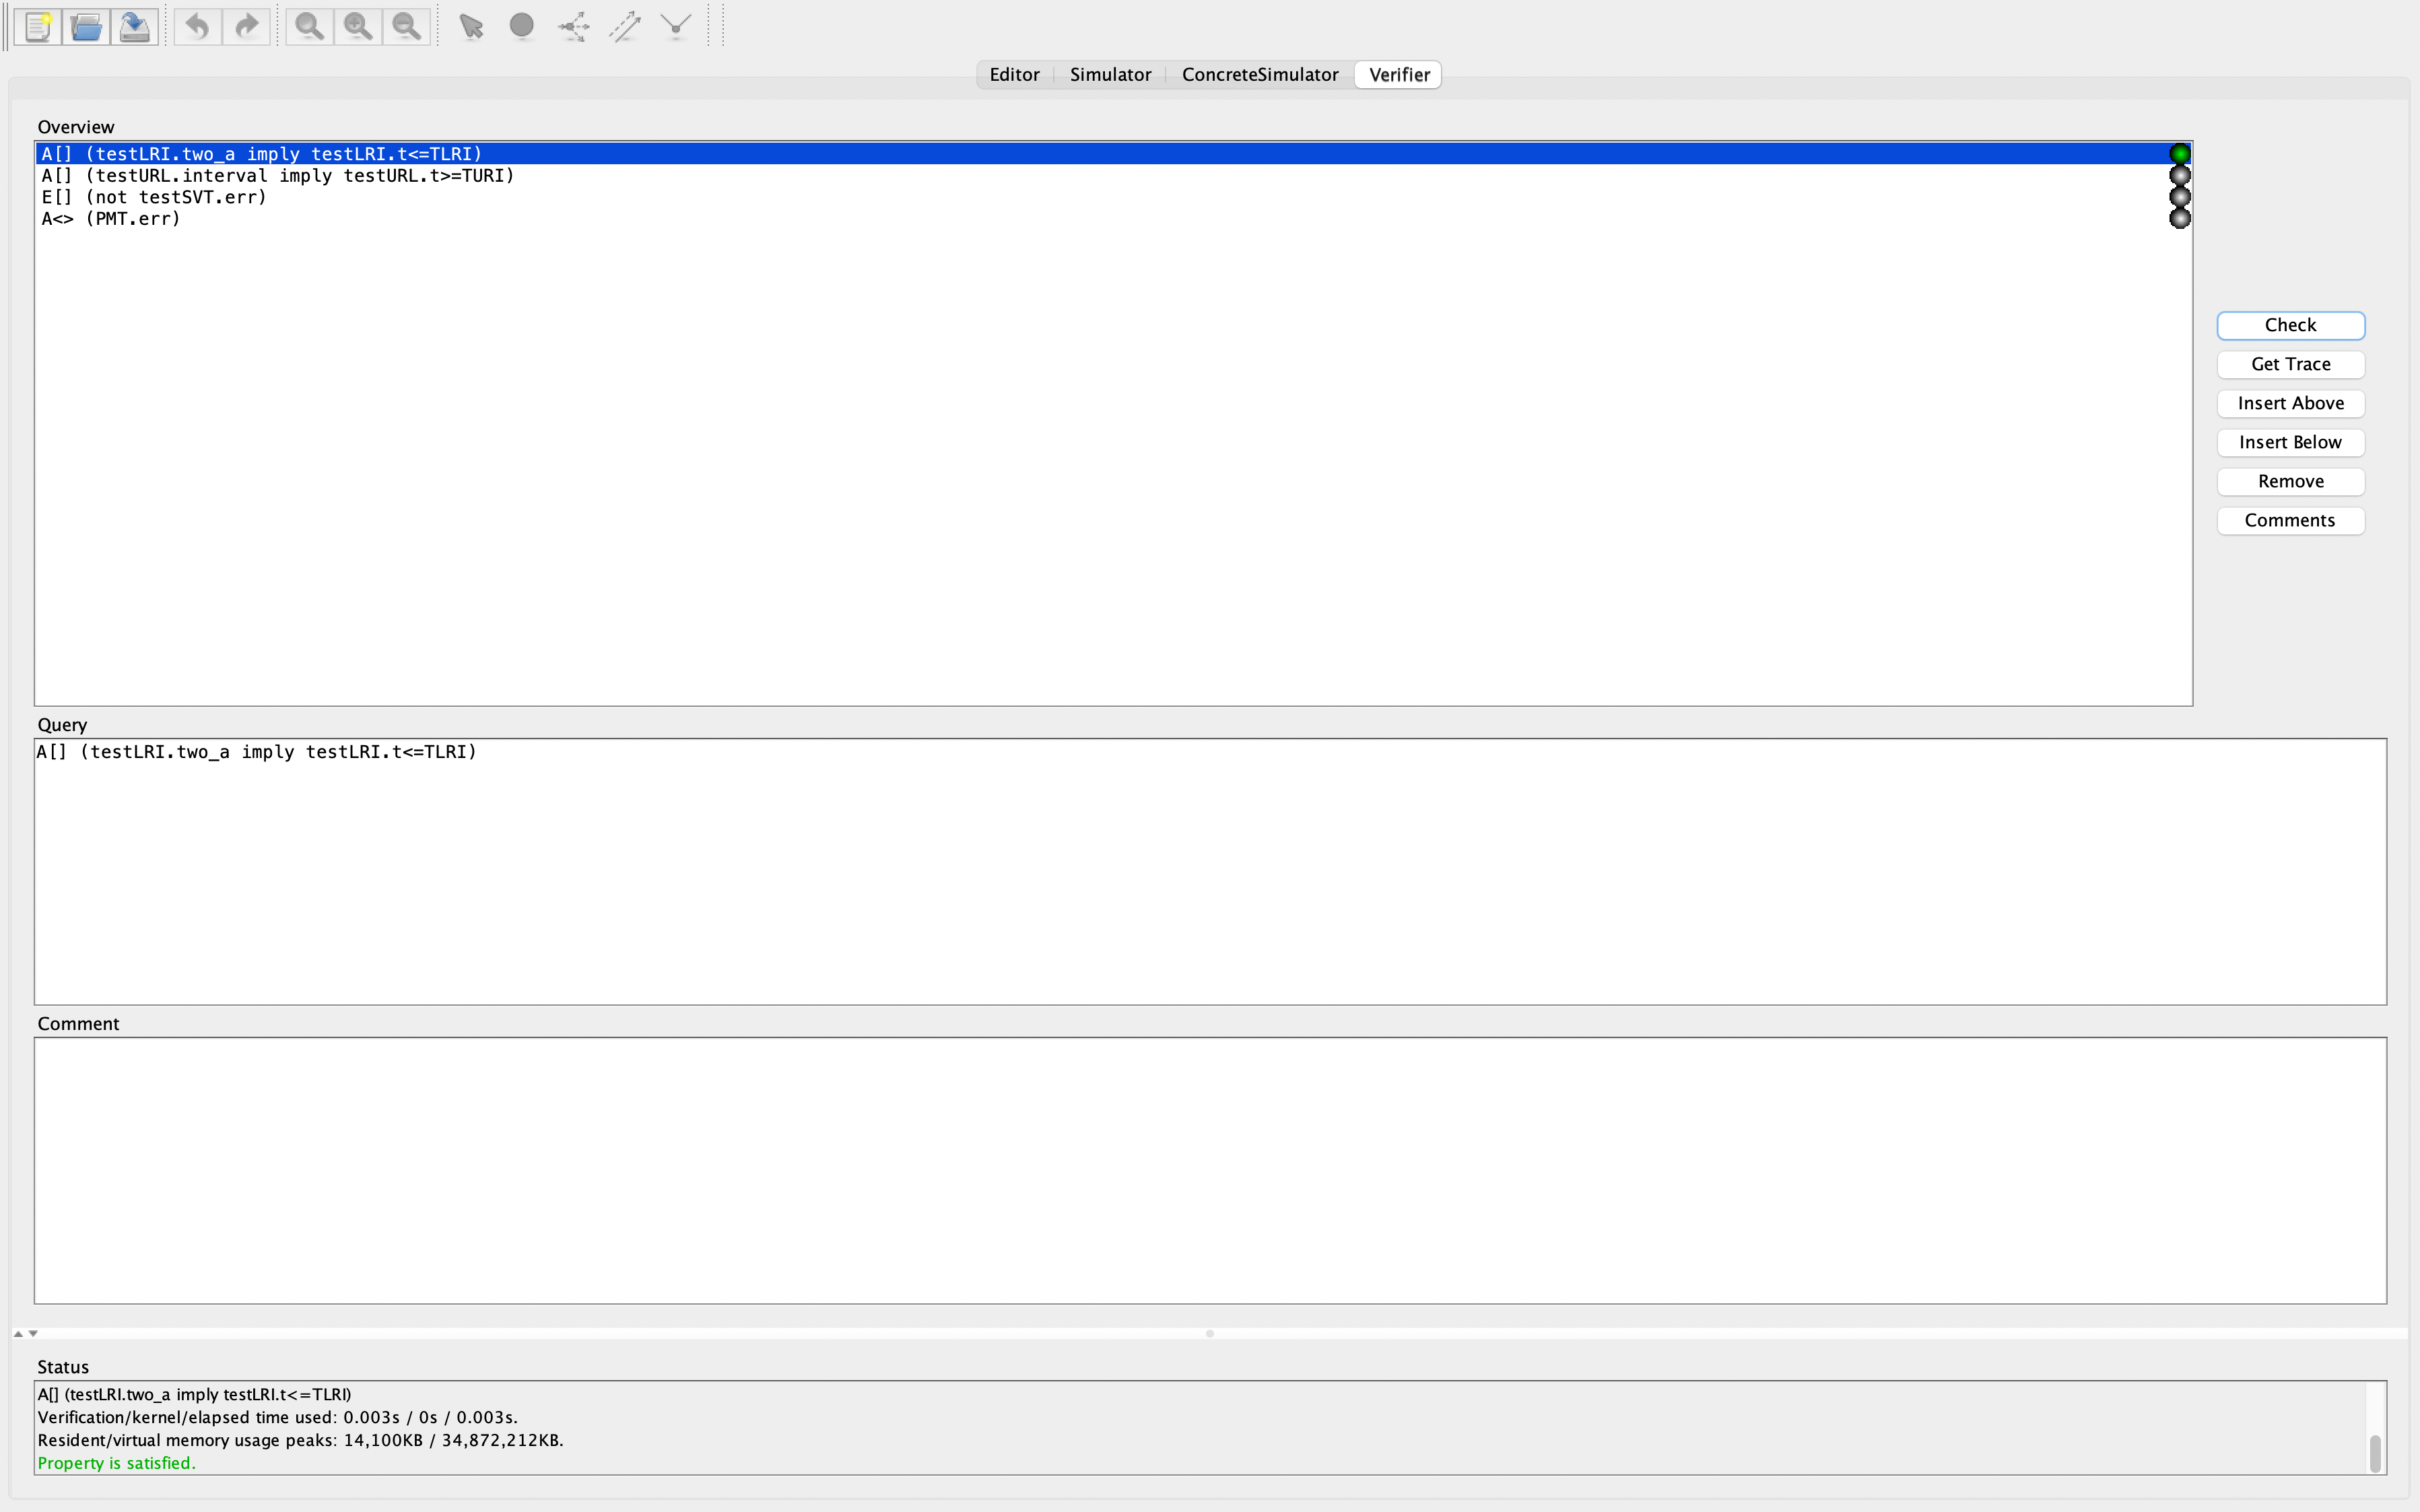 Editor Simulator ConcreteSimulator Verifier
Overview
A[] (testLRI.two_a imply testLRI.t<=TLRI)
A[] (testURL.interval imply testURL.t>=TURI)
E[] (not testSVT.err)
A<> (PMT.err)
Check
Get Trace
Insert Above
Insert Below
Remove
Comments
Query
A[] (testLRI.two_a imply testLRI.t<=TLRI)
Comment
Status
A[] (testLRI.two_a imply testLRI.t<=TLRI)
Verification/kernel/elapsed time used: 0.003s / 0s / 0.003s.
Resident/virtual memory usage peaks: 14,100KB / 34,872,212KB.
Property is satisfied.